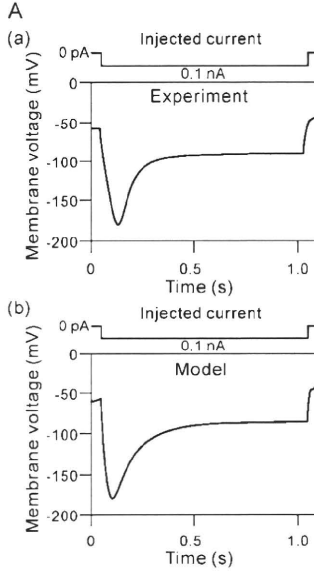 A
(a)
Injected current
0 pA
0.1 nA
Experiment
Membrane voltage (mV)
0
-50
-100
-150
-200
0 0.5 1.0
Time (s)
(b)
Injected current
0 pA
0.1 nA
Model
Membrane voltage (mV)
0
-50
-100
-150
-200
0 0.5 1.0
Time (s)